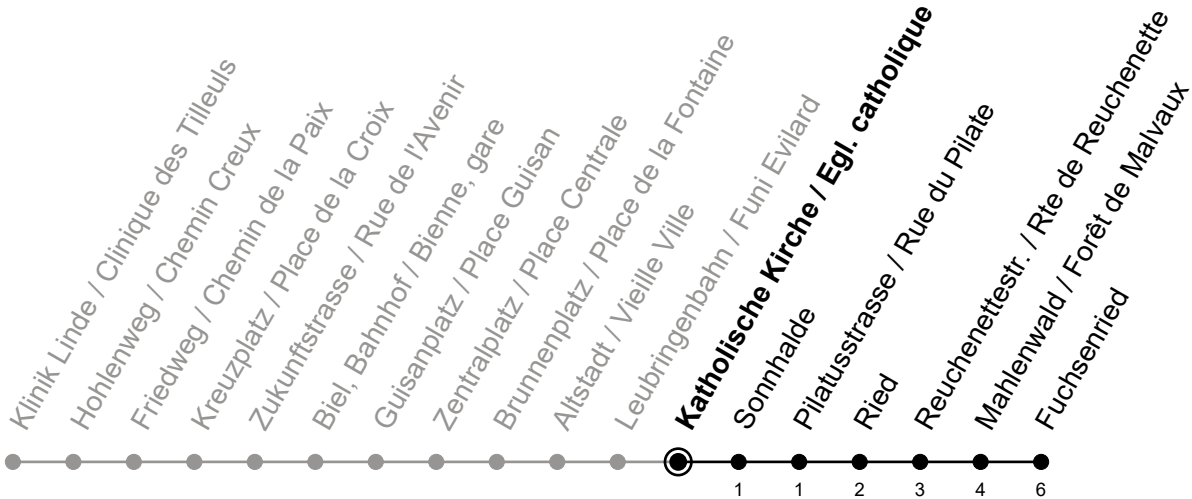 Klinik Linde / Clinique des Tilleuls
Hohlenweg / Chemin Creux
Friedweg / Chemin de la Paix
Kreuzplatz / Place de la Croix
Zukunftstrasse / Rue de l'Avenir
Biel, Bahnhof / Bienne, gare
Guisanplatz / Place Guisan
Zentralplatz / Place Centrale
Brunnenplatz / Place de la Fontaine
Altstadt / Vieille Ville
Leubringenbahn / Funi Evilard
Katholische Kirche / Egl. catholique
Sonnhalde
Pilatusstrasse / Rue du Pilate
Ried
Reuchenettestr. / Rte de Reuchenette
Mahlenwald / Forêt de Malvaux
Fuchsenried
1 1 2 3 4 6